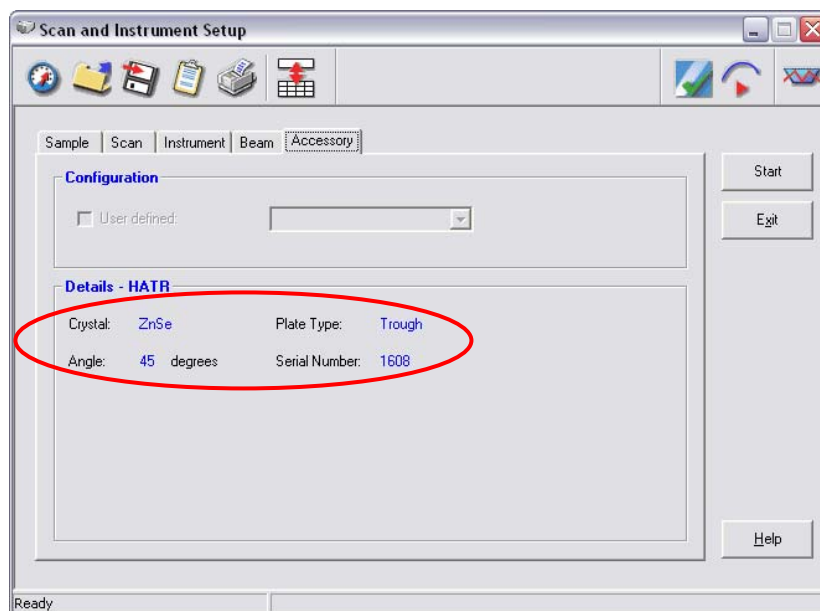 Scan and Instrument Setup
Sample Scan Instrument Beam Accessory
Start
Exit
Configuration
User defined:
Details - HATR
Crystal: ZnSe Plate Type: Trough
Angle: 45 degrees Serial Number: 1608
Help
Ready